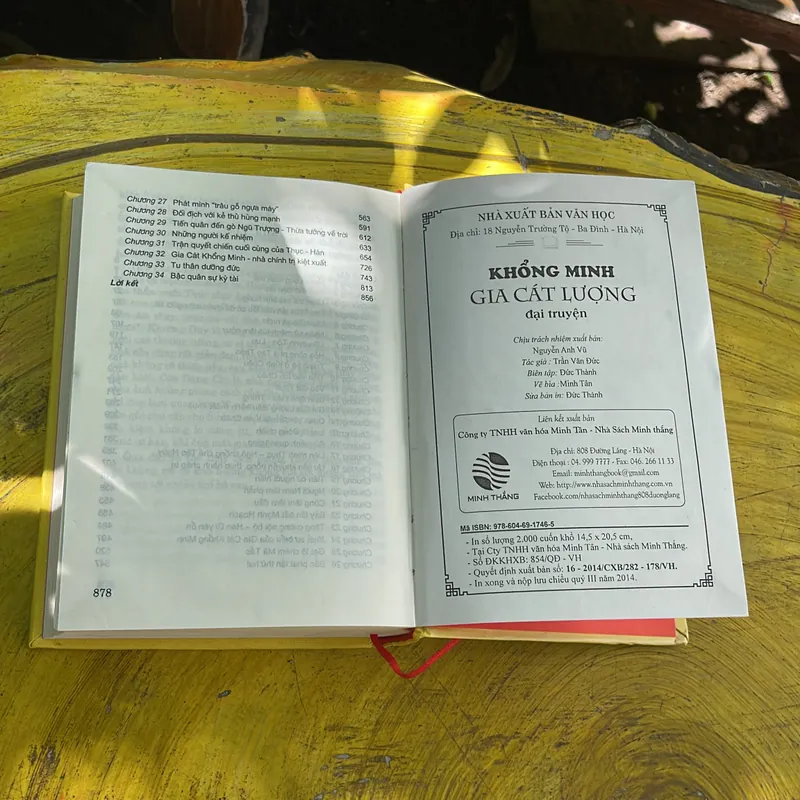 Chương 27 Phát minh "trâu gỗ ngựa máy"
Chương 28 Đối địch với kẻ thù hùng mạnh 563
Chương 29 Tiến quân đến gò Ngũ Trượng - Thừa tướng về trời 591
Chương 30 Những người kế nhiệm 612
Chương 31 Trận quyết chiến cuối cùng của Thục - Hán 633
Chương 32 Gia Cát Khổng Minh - nhà chính trị kiệt xuất 654
Chương 33 Tu thân dưỡng đức 726
Chương 34 Bậc quân sự kỳ tài 743
Lời kết 813
856
878
NHÀ XUẤT BẢN VĂN HỌC
Địa chỉ: 18 Nguyễn Trường Tộ - Ba Đình - Hà Nội
KHỔNG MINH
GIA CÁT LƯỢNG
đại truyện
Chịu trách nhiệm xuất bản:
Nguyễn Anh Vũ
Tác giả : Trần Văn Đức
Biên tập: Đức Thành
Vẽ bìa : Minh Tân
Sửa bản in: Đức Thành
Liên kết xuất bản
Công ty TNHH văn hóa Minh Tân - Nhà Sách Minh thắng
MINH THẮNG
Địa chỉ: 808 Đường Láng - Hà Nội
Điện thoại : 04. 999 7777 - Fax: 046. 266 11 33
Email: minhthangbook@gmail.com
Web: http://www.nhasachminhthang.com.vn
Facebook.com/nhasachminhthang808duonglang
Mã ISBN: 978-604-69-1746-5
- In số lượng 2.000 cuốn khổ 14,5 x 20,5 cm,
- Tại Cty TNHH văn hóa Minh Tân - Nhà sách Minh Thắng.
- Số ĐKKHXB: 854/QĐ - VH
- Quyết định xuất bản số: 16 - 2014/CXB/282 - 178/VH.
- In xong và nộp lưu chiểu quý III năm 2014.